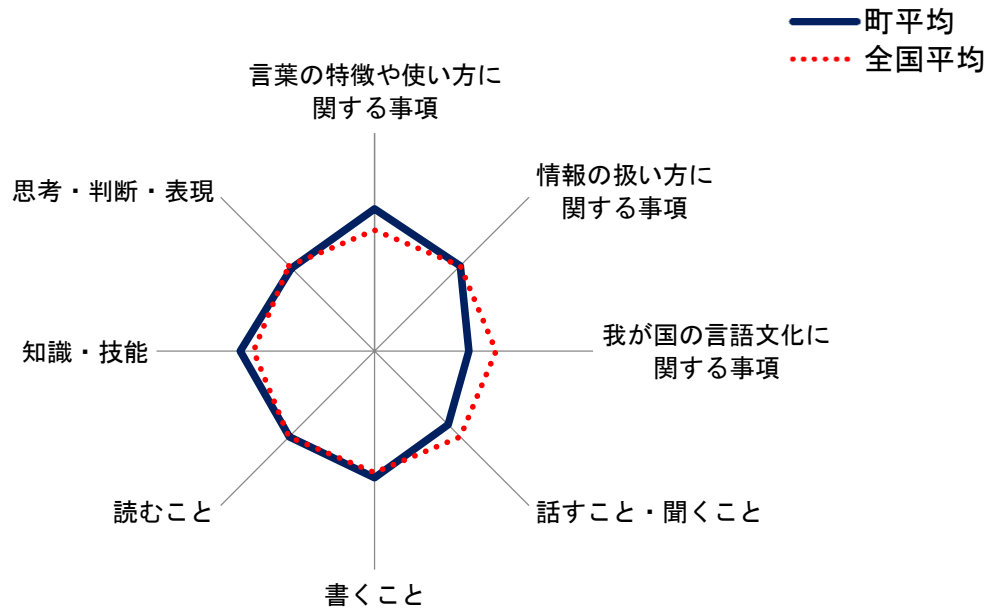 町平均
全国平均
言葉の特徴や使い方に
関する事項
情報の扱い方に
関する事項
我が国の言語文化に
関する事項
話すこと・聞くこと
書くこと
読むこと
知識・技能
思考・判断・表現